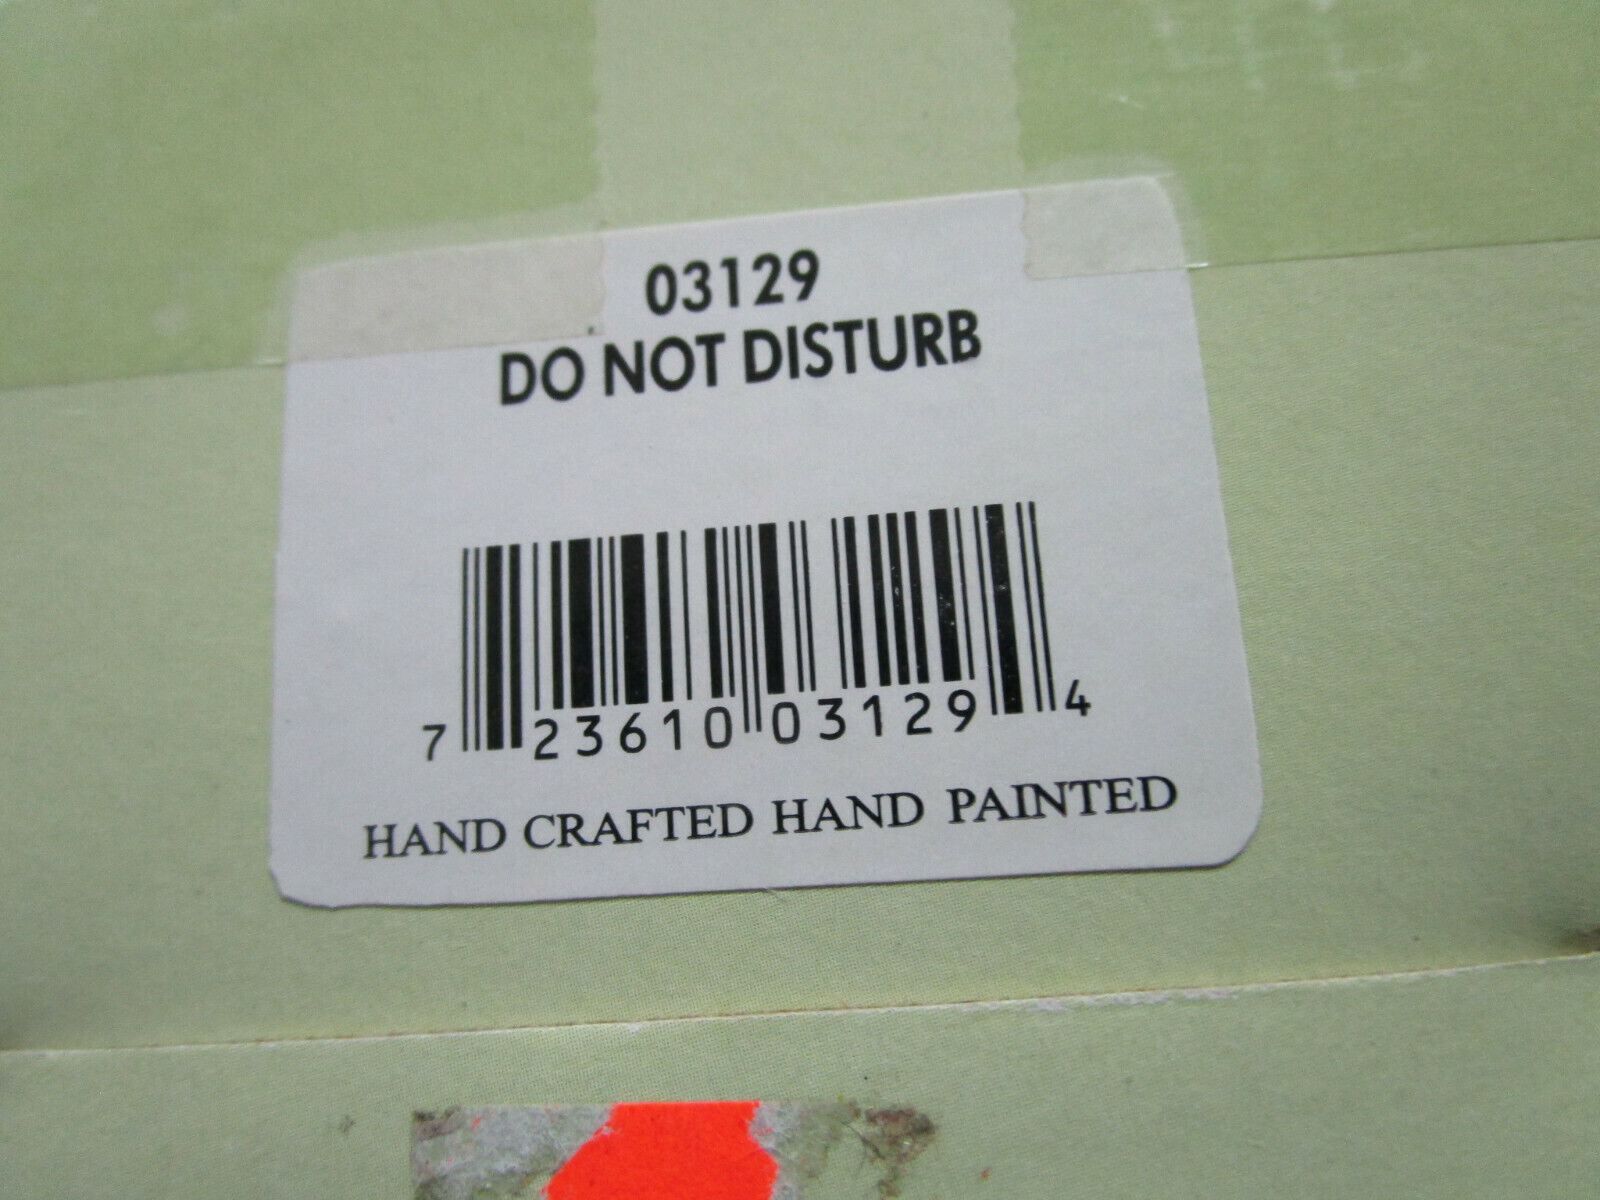 03129
DO NOT DISTURB
7 23610 03129 4
HAND CRAFTED HAND PAINTED